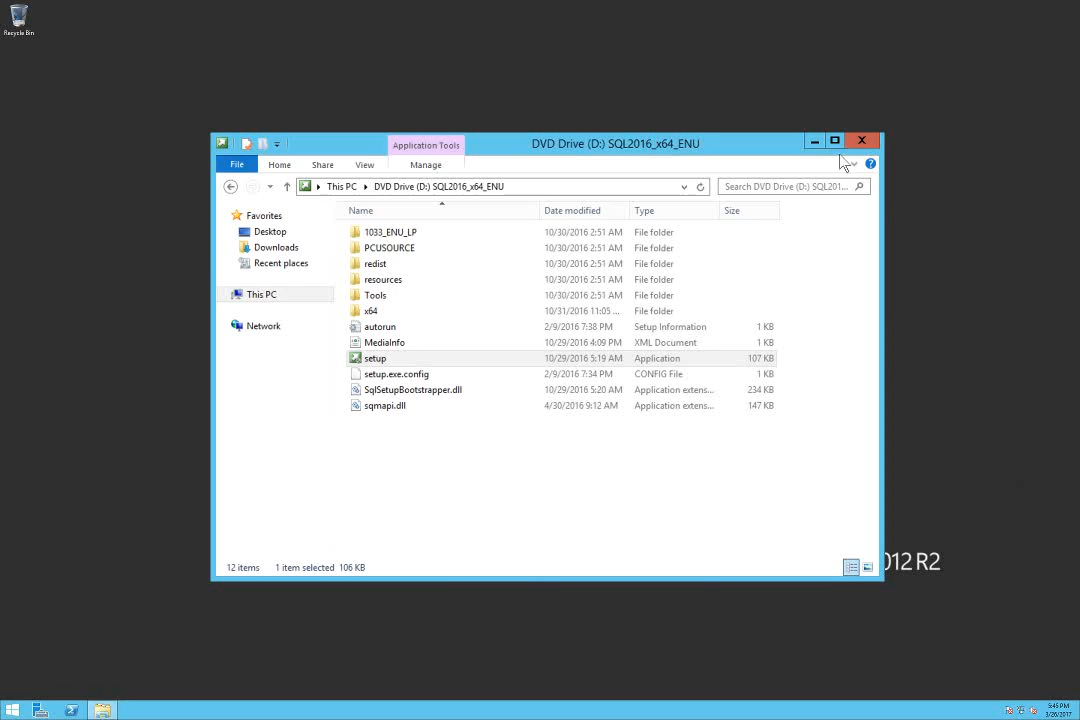 Recycle Bin
Application Tools
DVD Drive (D:) SQL2016_x64_ENU
File Home Share View Manage
This PC DVD Drive (D:) SQL2016_x64_ENU Search DVD Drive (D:) SQL201...
Name Date modified Type Size
Favorites
Desktop
Downloads
Recent places
This PC
Network
1033_ENU_LP 10/30/2016 2:51 AM File folder
PCUSOURCE 10/30/2016 2:51 AM File folder
redist 10/30/2016 2:51 AM File folder
resources 10/30/2016 2:51 AM File folder
Tools 10/30/2016 2:51 AM File folder
x64 10/31/2016 11:05 ... File folder
autorun 2/9/2016 7:38 PM Setup Information 1 KB
MediaInfo 10/29/2016 4:09 PM XML Document 1 KB
setup 10/29/2016 5:19 AM Application 107 KB
setup.exe.config 2/9/2016 7:34 PM CONFIG File 1 KB
SqlSetupBootstrapper.dll 10/29/2016 5:20 AM Application extens... 234 KB
sqmapi.dll 4/30/2016 9:12 AM Application extens... 147 KB
12 items 1 item selected 106 KB
012 R2
5:45 PM
3/26/2017